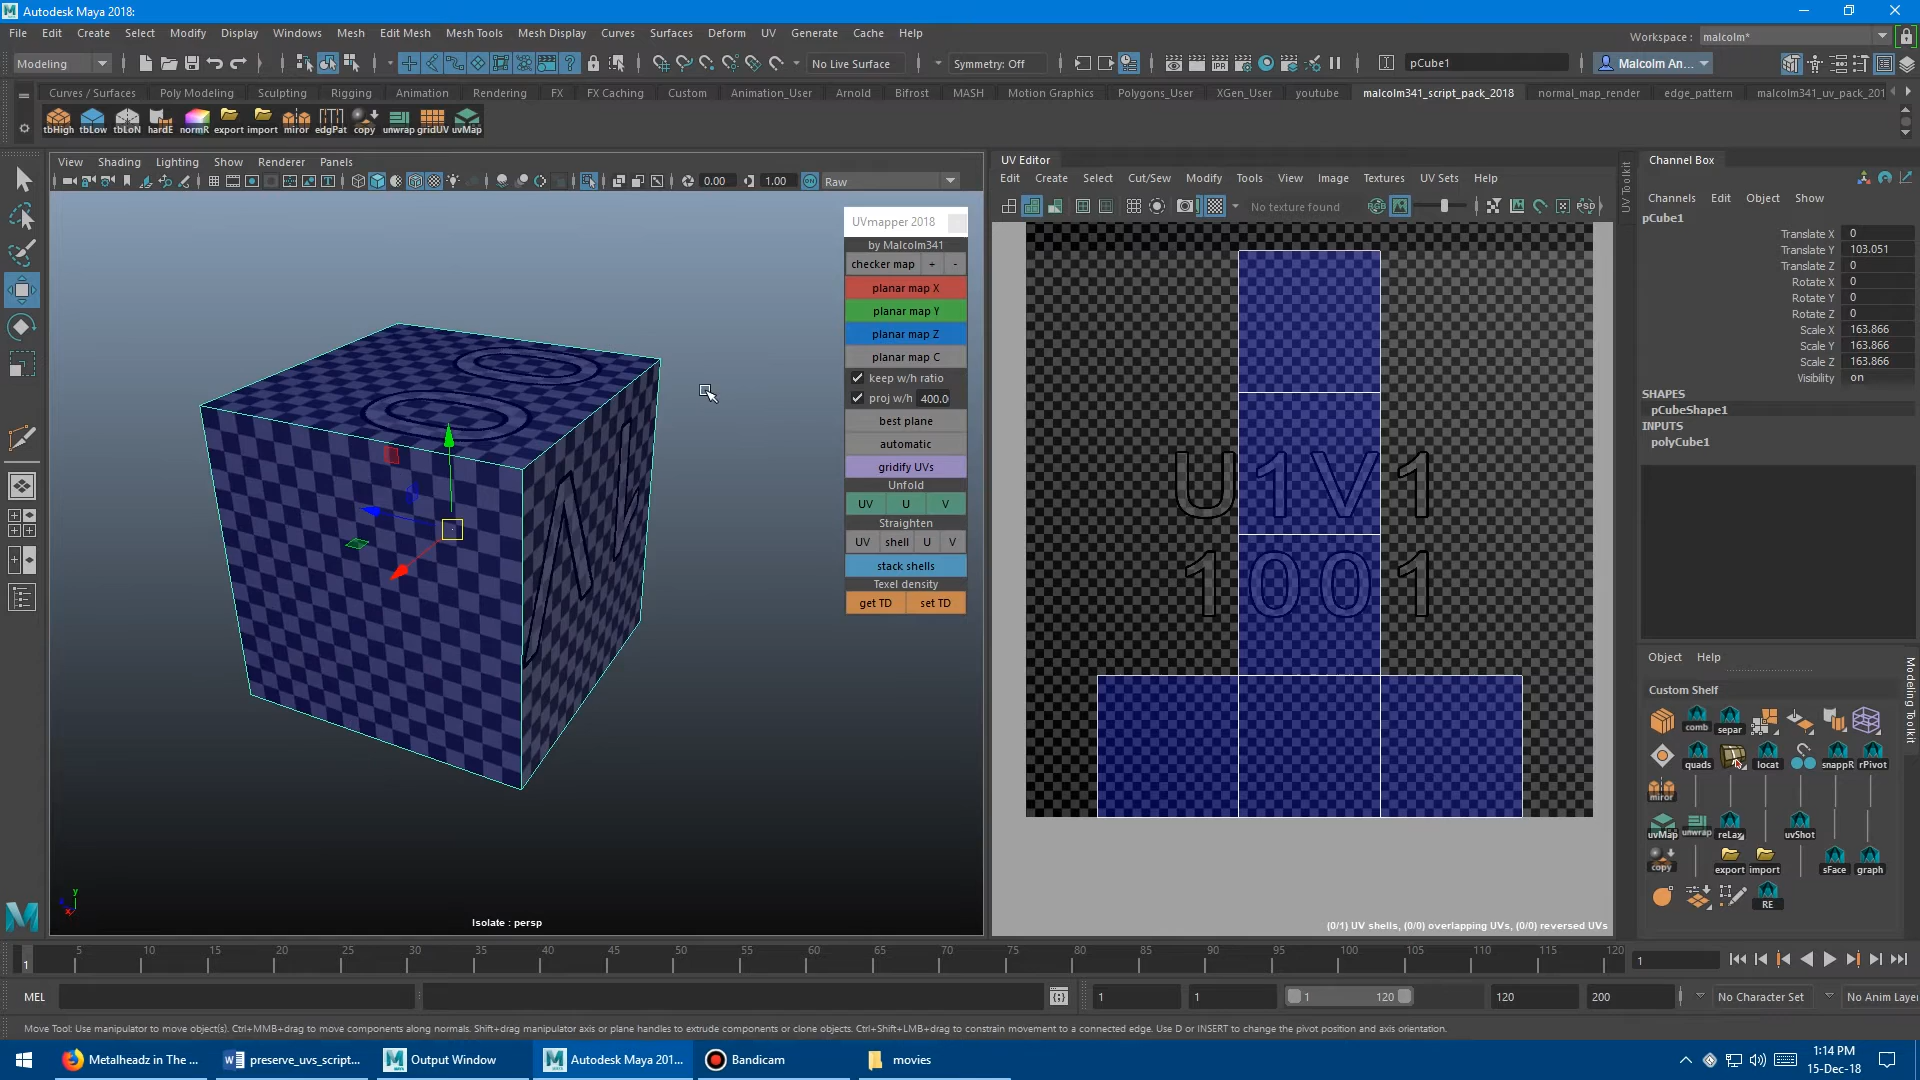 Autodesk Maya 2018:
File Edit Create Select Modify Display Windows Mesh Edit Mesh Mesh Tools Mesh Display Curves Surfaces Deform UV Generate Cache Help
Workspace : malcolm*
Modeling No Live Surface Symmetry: Off pCube1 Malcolm An...
Curves / Surfaces Poly Modeling Sculpting Rigging Animation Rendering FX FX Caching Custom Animation_User Arnold Bifrost MASH Motion Graphics Polygons_User XGen_User youtube malcolm341_script_pack_2018 normal_map_render edge_pattern malcolm341_uv_pack_201
tbHigh tbLow tbLoN hardE normR export import miror edgPat copy unwrap gridUV uvMap
View Shading Lighting Show Renderer Panels
0.00 1.00 Raw
UVmapper 2018
by Malcolm341
checker map + -
planar map X
planar map Y
planar map Z
planar map C
keep w/h ratio
proj w/h 400.0
best plane
automatic
gridify UVs
Unfold
UV U V
Straighten
UV shell U V
stack shells
Texel density
get TD set TD
Isolate : persp
UV Editor
Edit Create Select Cut/Sew Modify Tools View Image Textures UV Sets Help
No texture found
U1V1
1001
(0/1) UV shells, (0/0) overlapping UVs, (0/0) reversed UVs
UV Toolkit
Channel Box
Channels Edit Object Show
pCube1
Translate X 0
Translate Y 103.051
Translate Z 0
Rotate X 0
Rotate Y 0
Rotate Z 0
Scale X 163.866
Scale Y 163.866
Scale Z 163.866
Visibility on
SHAPES
pCubeShape1
INPUTS
polyCube1
Object Help
Custom Shelf
comb separ
quads locat snappR rPivot
miror
uvMap unwrap reLax uvShot
copy export import sFace graph
RE
Modeling Toolkit
5 10 15 20 25 30 35 40 45 50 55 60 65 70 75 80 85 90 95 100 105 110 115 120
1 1
MEL 1 1 1 120 120 200 No Character Set No Anim Layer
Move Tool: Use manipulator to move object(s). Ctrl+MMB+drag to move components along normals. Shift+drag manipulator axis or plane handles to extrude components or clone objects. Ctrl+Shift+LMB+drag to constrain movement to a connected edge. Use D or INSERT to change the pivot position and axis orientation.
Metalheadz in The ... preserve_uvs_script... Output Window Autodesk Maya 201... Bandicam movies
1:14 PM
15-Dec-18